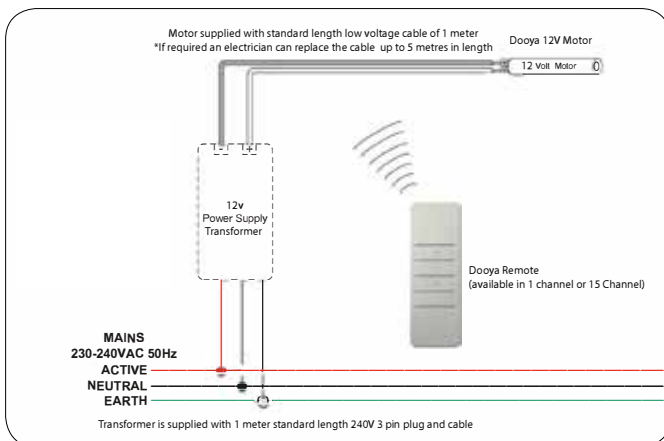 Motor supplied with standard length low voltage cable of 1 meter
*If required an electrician can replace the cable up to 5 metres in length
Dooya 12V Motor
12 Volt Motor
- +
12v
Power Supply
Transformer
Dooya Remote
(available in 1 channel or 15 Channel)
MAINS
230-240VAC 50Hz
ACTIVE
NEUTRAL
EARTH
Transformer is supplied with 1 meter standard length 240V 3 pin plug and cable